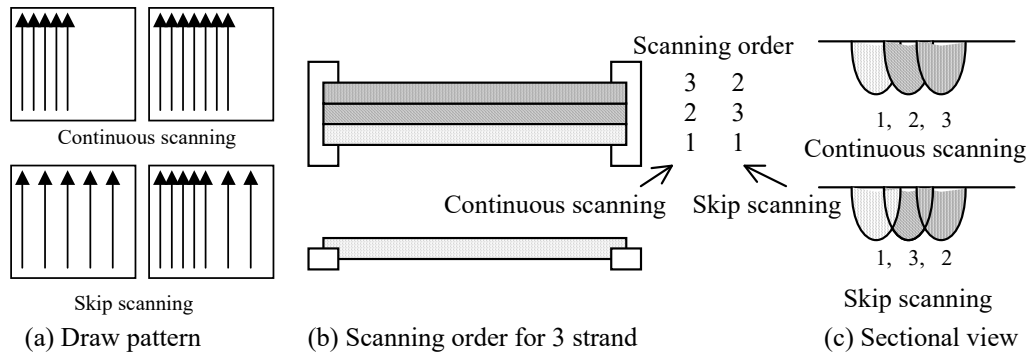 Continuous scanning
Skip scanning
(a) Draw pattern
Scanning order
3 2
2 3
1 1
Continuous scanning Skip scanning
(b) Scanning order for 3 strand
1, 2, 3
Continuous scanning
1, 3, 2
Skip scanning
(c) Sectional view